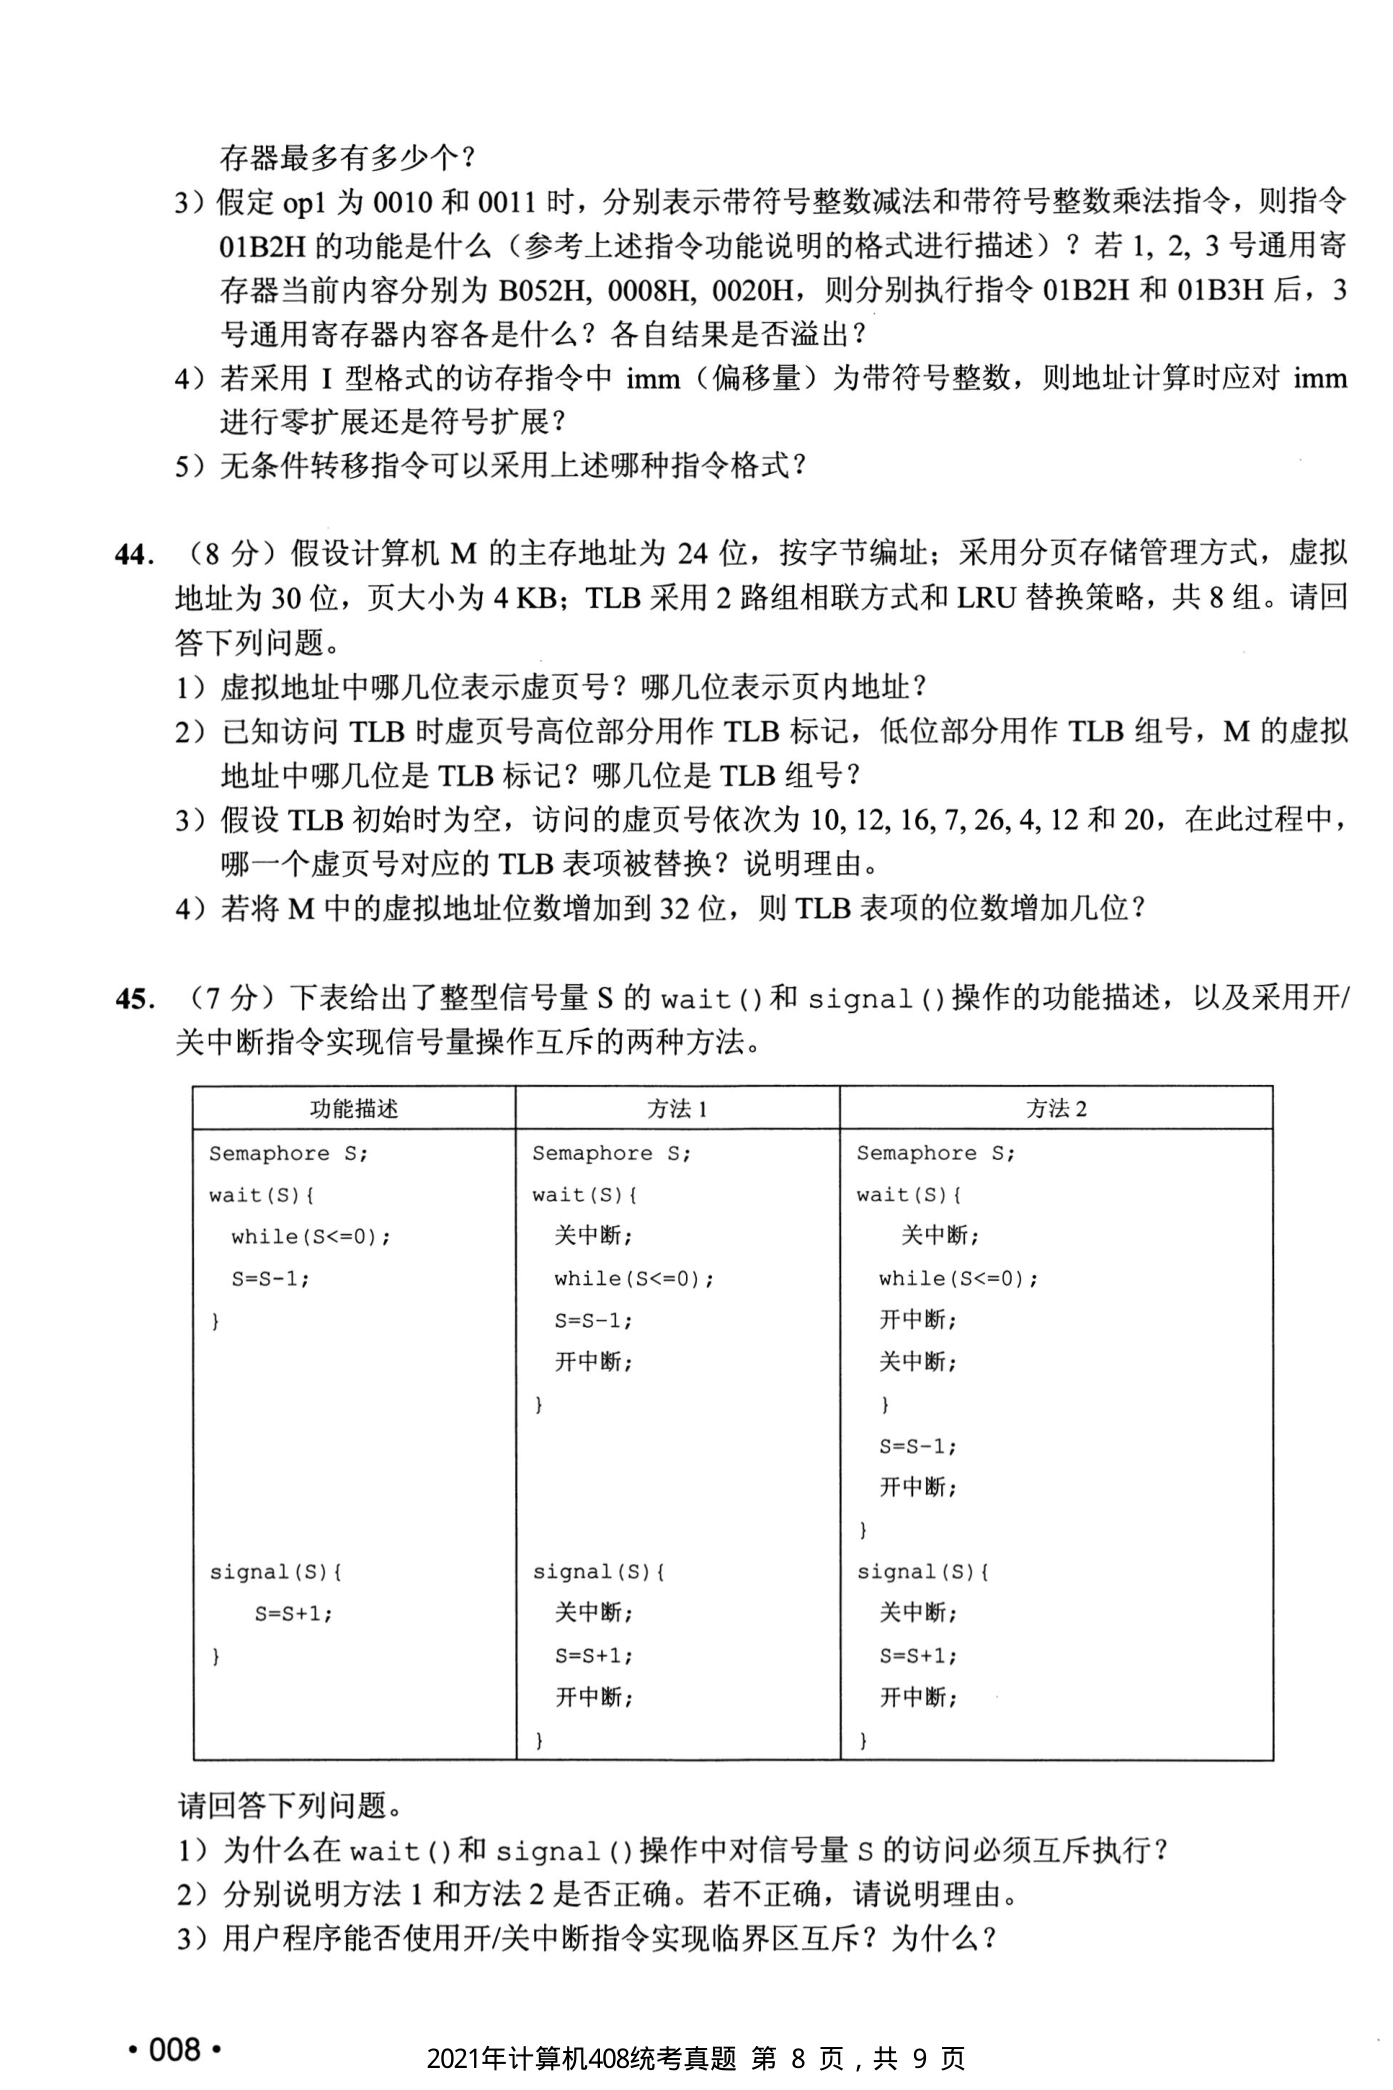 存器最多有多少个？
3）假定 op1 为 0010 和 0011 时，分别表示带符号整数减法和带符号整数乘法指令，则指令
01B2H 的功能是什么（参考上述指令功能说明的格式进行描述）？若 1, 2, 3 号通用寄
存器当前内容分别为 B052H, 0008H, 0020H，则分别执行指令 01B2H 和 01B3H 后，3
号通用寄存器内容各是什么？各自结果是否溢出？
4）若采用 I 型格式的访存指令中 imm（偏移量）为带符号整数，则地址计算时应对 imm
进行零扩展还是符号扩展？
5）无条件转移指令可以采用上述哪种指令格式？
44.（8 分）假设计算机 M 的主存地址为 24 位，按字节编址；采用分页存储管理方式，虚拟
地址为 30 位，页大小为 4 KB；TLB 采用 2 路组相联方式和 LRU 替换策略，共 8 组。请回
答下列问题。
1）虚拟地址中哪几位表示虚页号？哪几位表示页内地址？
2）已知访问 TLB 时虚页号高位部分用作 TLB 标记，低位部分用作 TLB 组号，M 的虚拟
地址中哪几位是 TLB 标记？哪几位是 TLB 组号？
3）假设 TLB 初始时为空，访问的虚页号依次为 10, 12, 16, 7, 26, 4, 12 和 20，在此过程中，
哪一个虚页号对应的 TLB 表项被替换？说明理由。
4）若将 M 中的虚拟地址位数增加到 32 位，则 TLB 表项的位数增加几位？
45.（7 分）下表给出了整型信号量 S 的 wait()和 signal()操作的功能描述，以及采用开/
关中断指令实现信号量操作互斥的两种方法。
功能描述 方法 1 方法 2
Semaphore S; Semaphore S; Semaphore S;
wait(S){ wait(S){ wait(S){
while(S<=0); 关中断; 关中断;
S=S-1; while(S<=0); while(S<=0);
} S=S-1; 开中断;
开中断; 关中断;
} }
S=S-1;
开中断;
}
signal(S){ signal(S){ signal(S){
S=S+1; 关中断; 关中断;
} S=S+1; S=S+1;
开中断; 开中断;
} }
请回答下列问题。
1）为什么在 wait()和 signal()操作中对信号量 S 的访问必须互斥执行？
2）分别说明方法 1 和方法 2 是否正确。若不正确，请说明理由。
3）用户程序能否使用开/关中断指令实现临界区互斥？为什么？
·008·
2021年计算机408统考真题 第 8 页，共 9 页